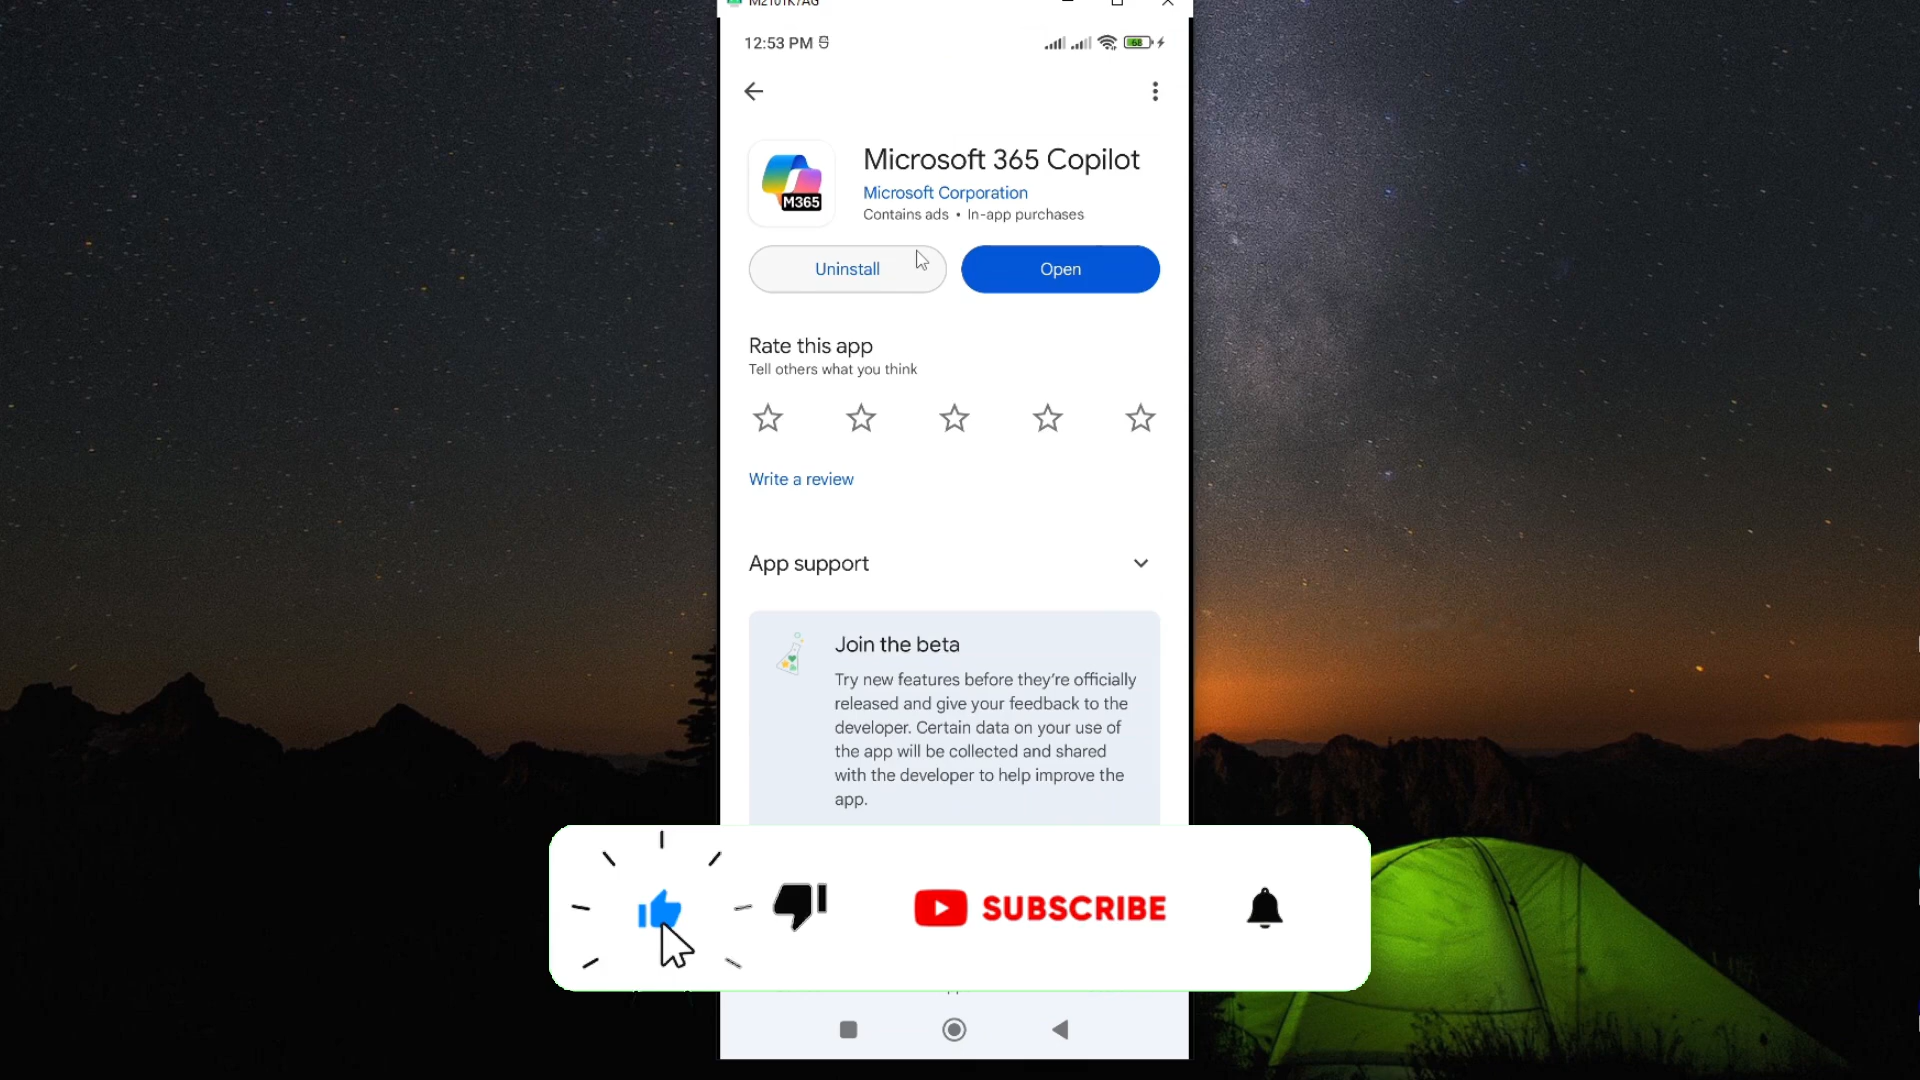 M2101K7AG
12:53 PM
68
Microsoft 365 Copilot
M365
Microsoft Corporation
Contains ads • In-app purchases
Uninstall
Open
Rate this app
Tell others what you think
Write a review
App support
Join the beta
Try new features before they're officially
released and give your feedback to the
developer. Certain data on your use of
the app will be collected and shared
with the developer to help improve the
app.
SUBSCRIBE